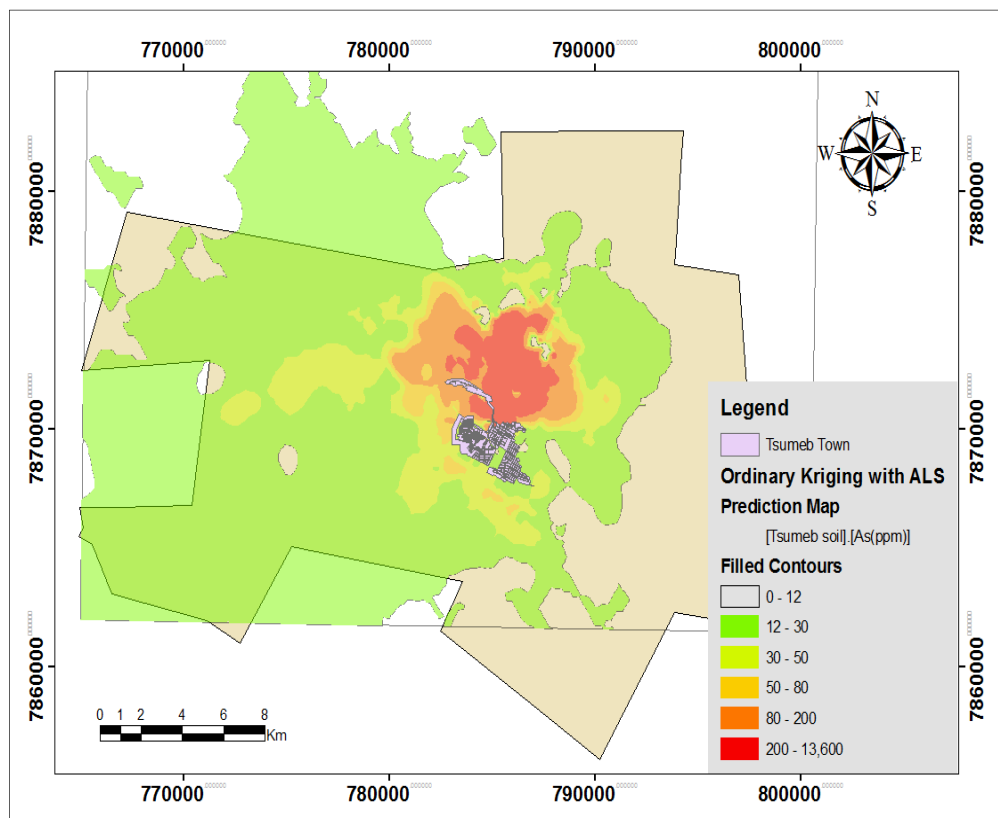 770000 780000 790000 800000
N
W E
S
7880000 7880000
7870000 7870000
7860000 7860000
Legend
Tsumeb Town
Ordinary Kriging with ALS
Prediction Map
[Tsumeb soil].[As(ppm)]
Filled Contours
0 - 12
12 - 30
30 - 50
50 - 80
80 - 200
200 - 13,600
0 1 2 4 6 8
Km
770000 780000 790000 800000